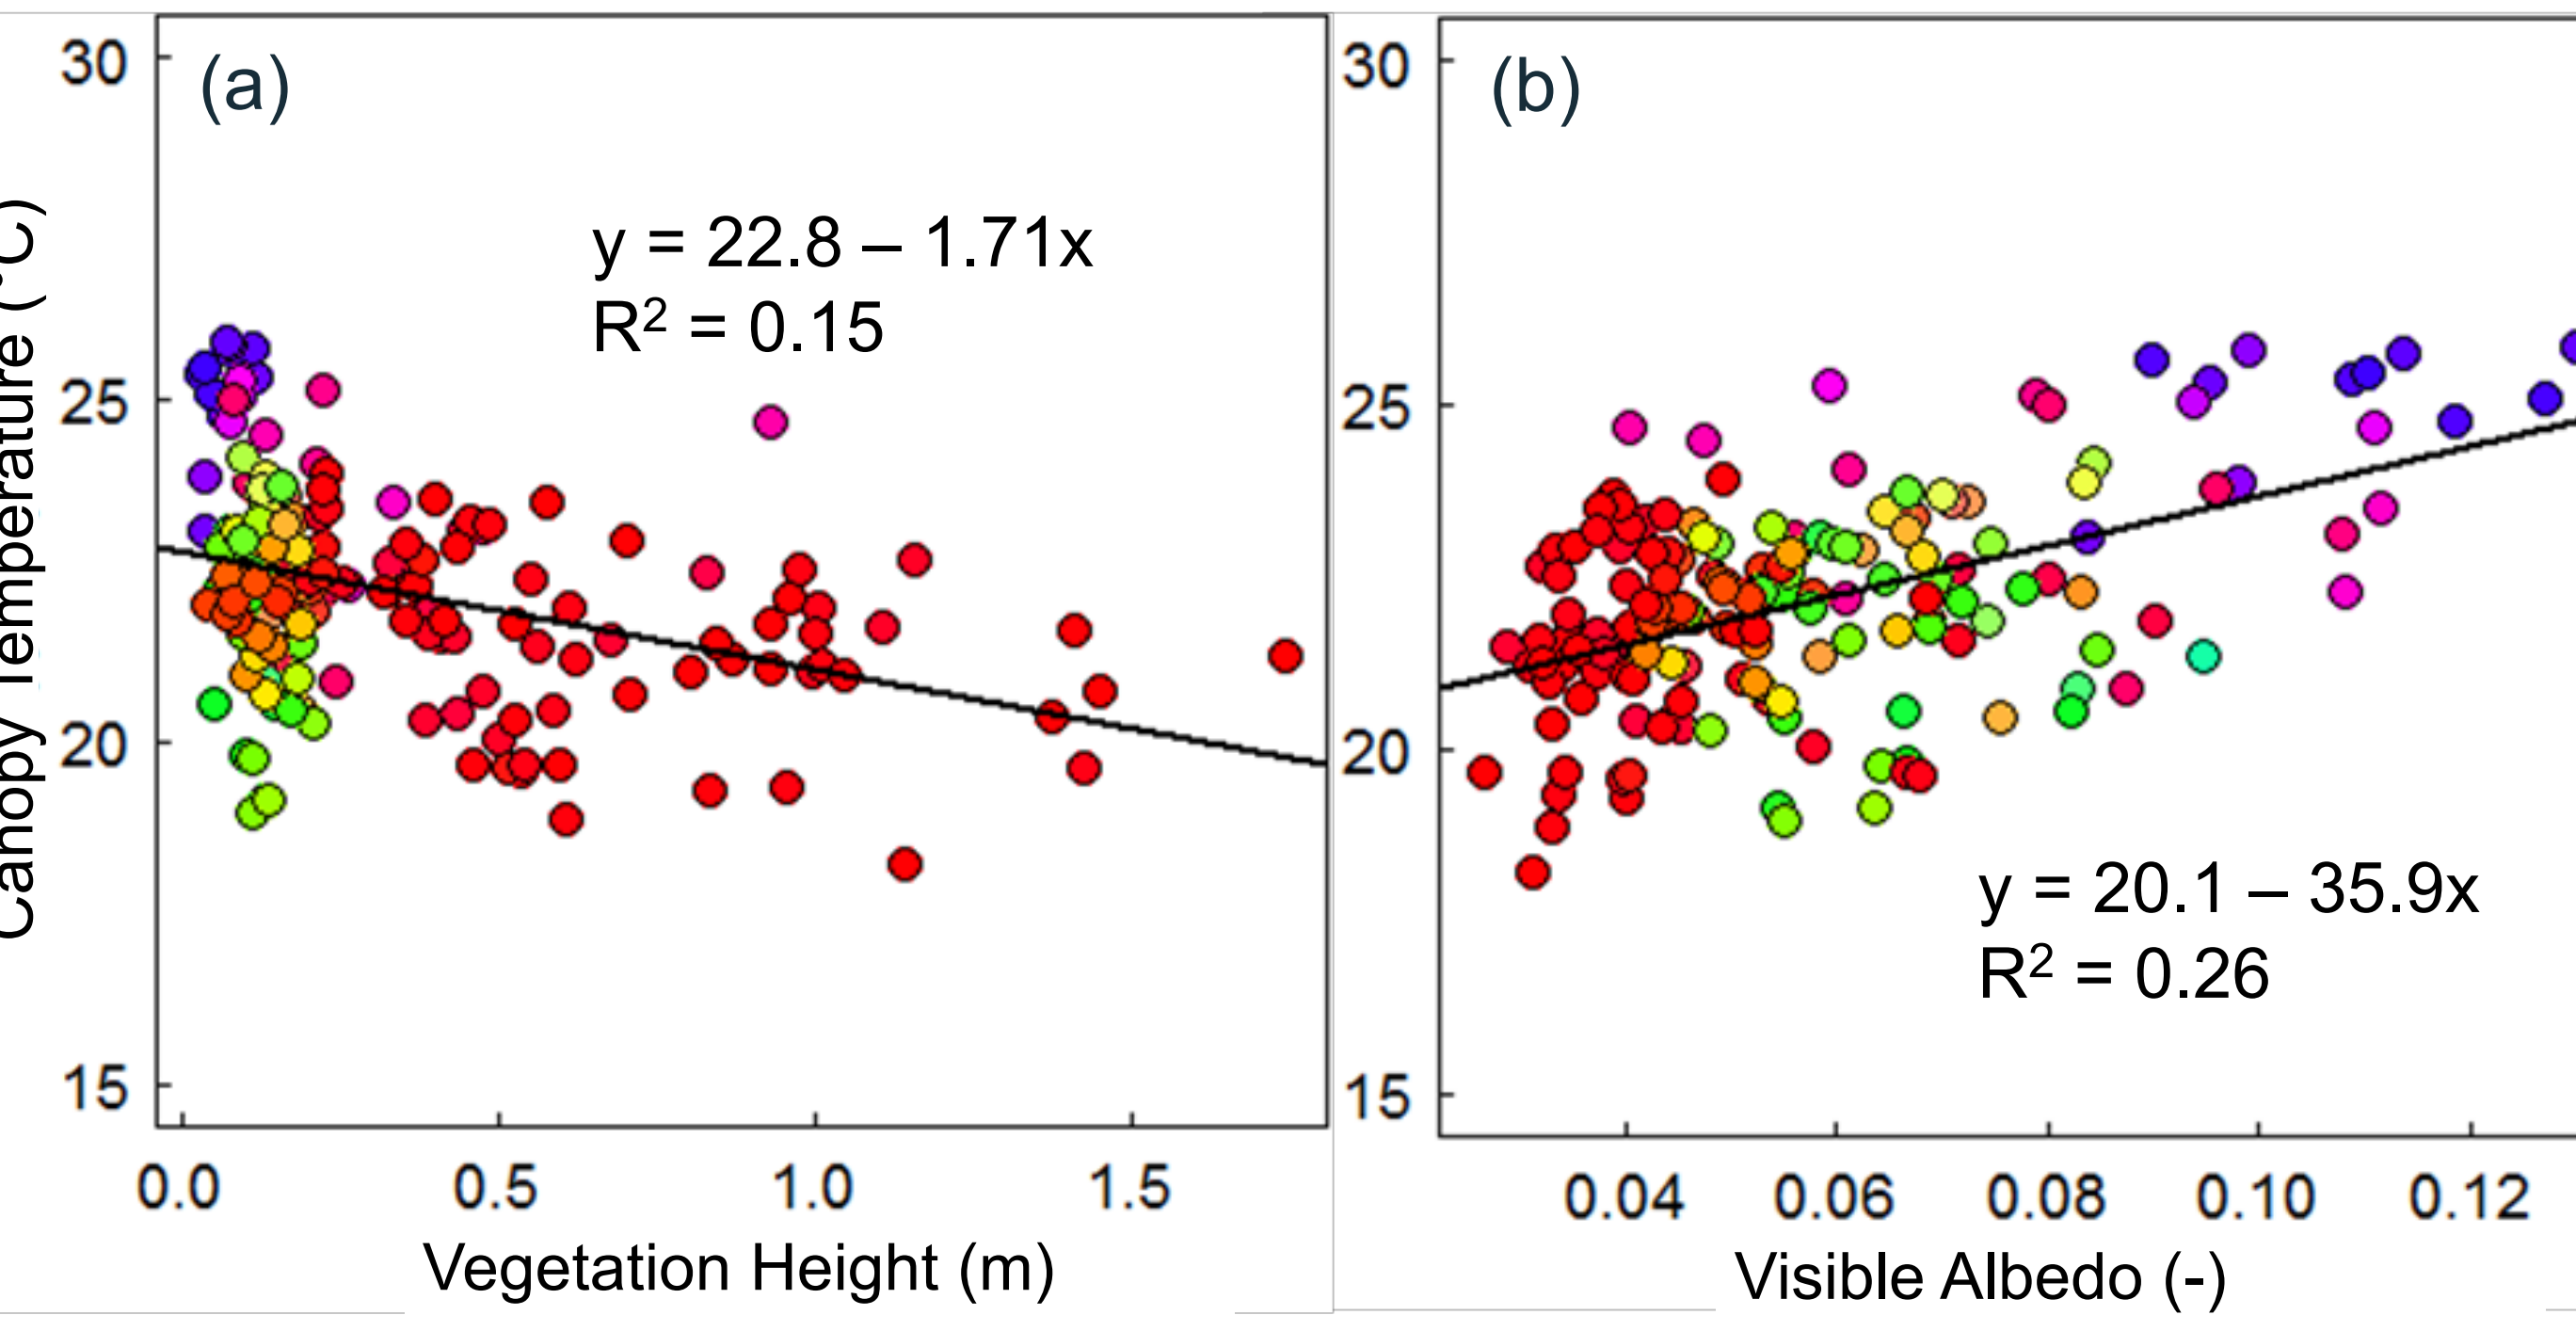 (a)
y = 22.8 – 1.71x
R² = 0.15
30
25
20
15
0.0 0.5 1.0 1.5
Vegetation Height (m)
Canopy Temperature (°C)
(b)
30
25
20
15
y = 20.1 – 35.9x
R² = 0.26
0.04 0.06 0.08 0.10 0.12
Visible Albedo (-)